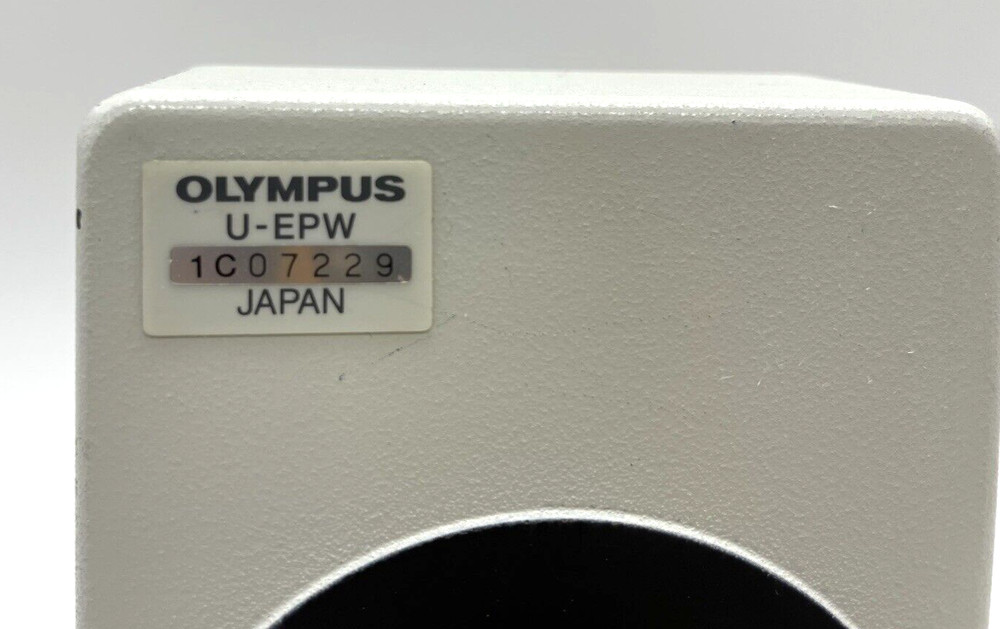 OLYMPUS
U-EPW
1C07229
JAPAN